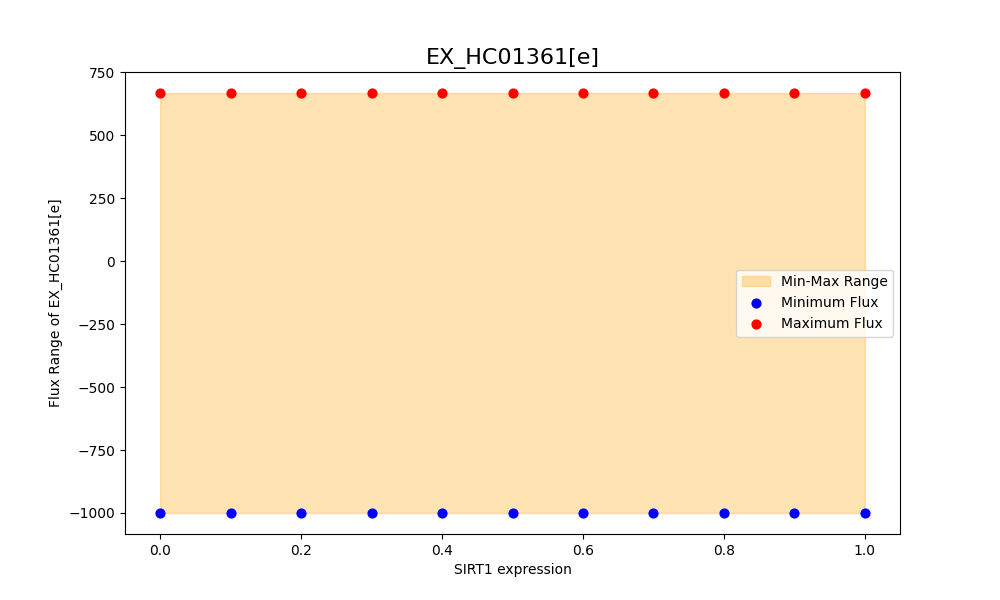 EX_HC01361[e]
Flux Range of EX_HC01361[e]
750
500
250
0
−250
−500
−750
−1000
Min-Max Range
Minimum Flux
Maximum Flux
0.0 0.2 0.4 0.6 0.8 1.0
SIRT1 expression